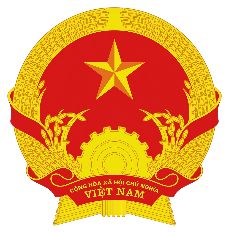 CỘNG HÒA XÃ HỘI CHỦ NGHĨA
VIỆT NAM